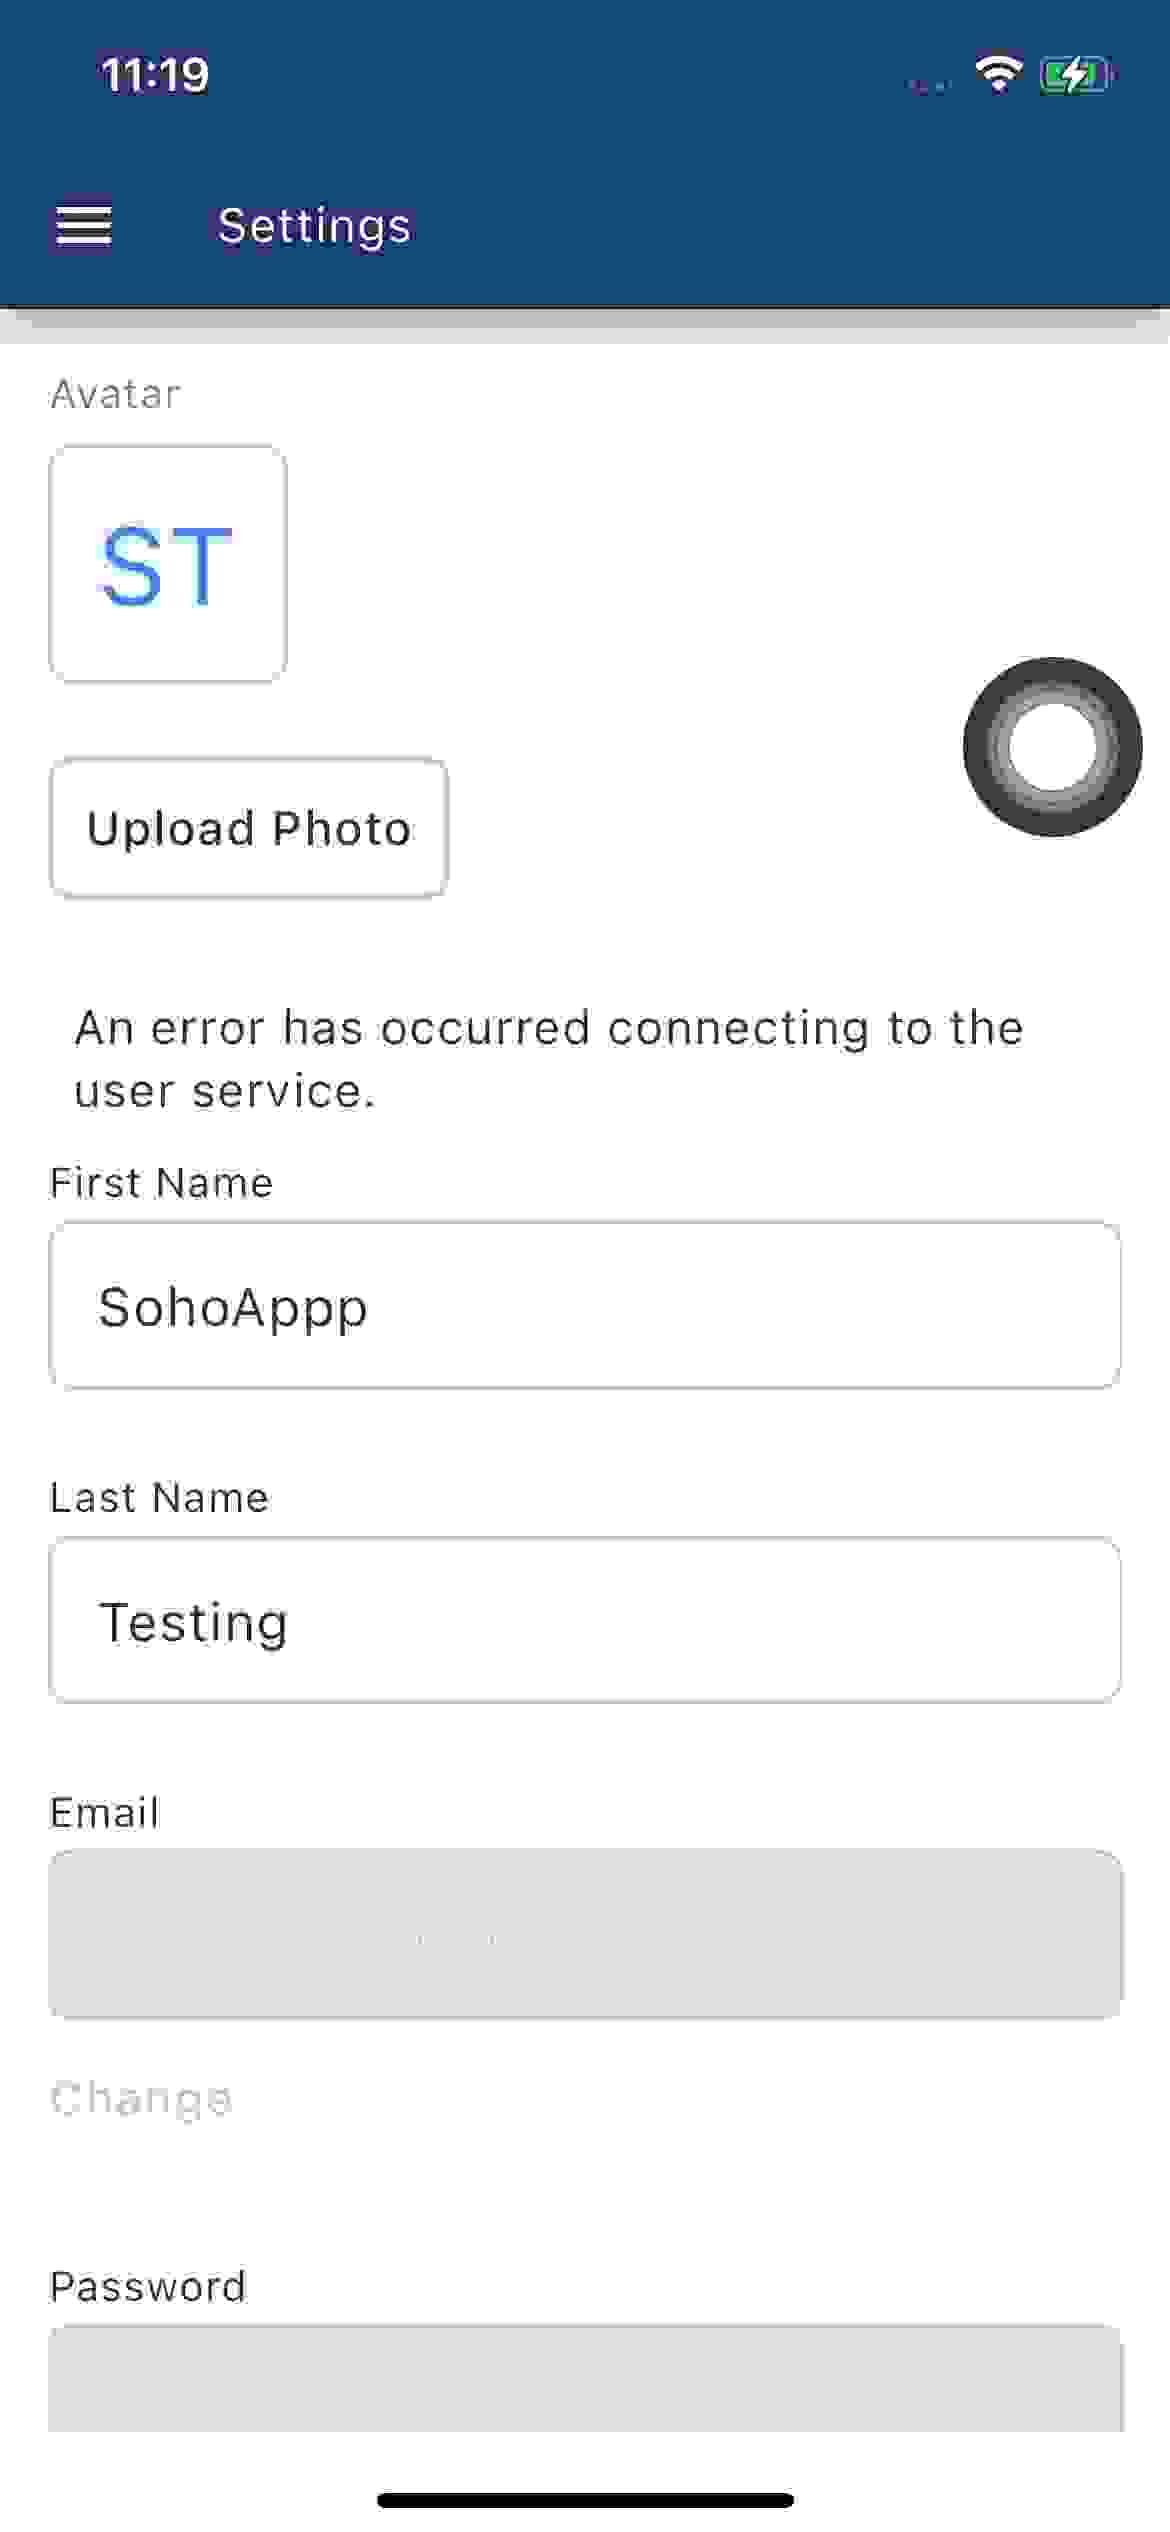 11:19
Settings
Avatar
ST
Upload Photo
An error has occurred connecting to the
user service.
First Name
SohoAppp
Last Name
Testing
Email
Change
Password